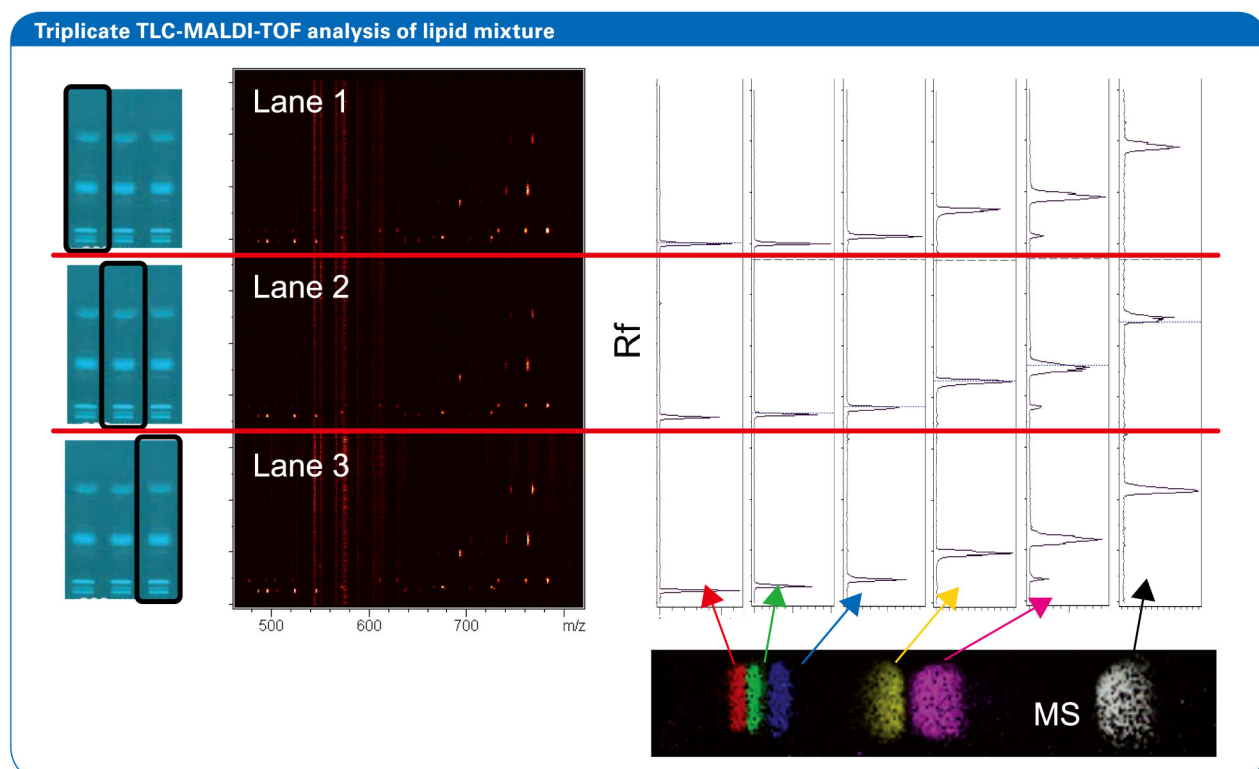 Triplicate TLC-MALDI-TOF analysis of lipid mixture
Lane 1
Lane 2
Rf
Lane 3
500 600 700 m/z
MS